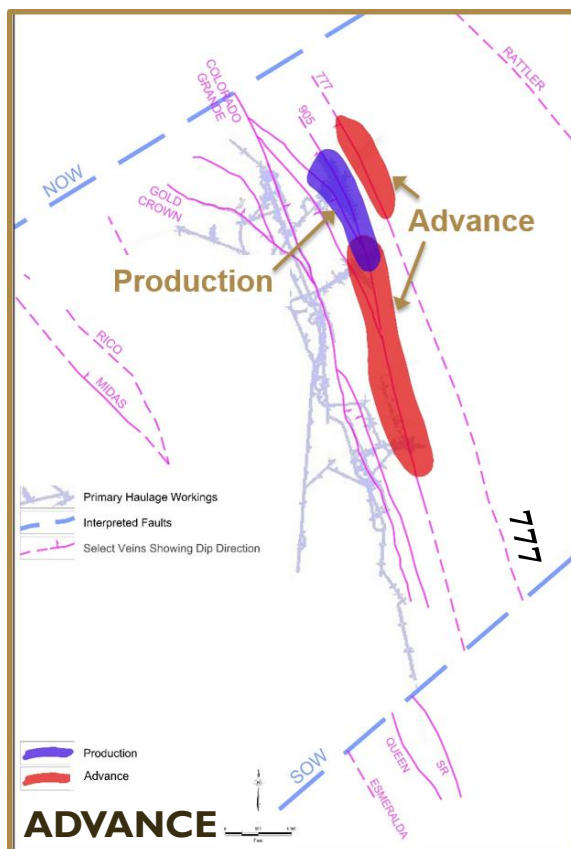 RATTLER
COLORADO
GRANDE
777
905
NOW
GOLD
CROWN
Advance
Production
RICO
MIDAS
Primary Haulage Workings
Interpreted Faults
Select Veins Showing Dip Direction
777
Production
Advance
SOW
QUEEN
SR
ESMERALDA
ADVANCE